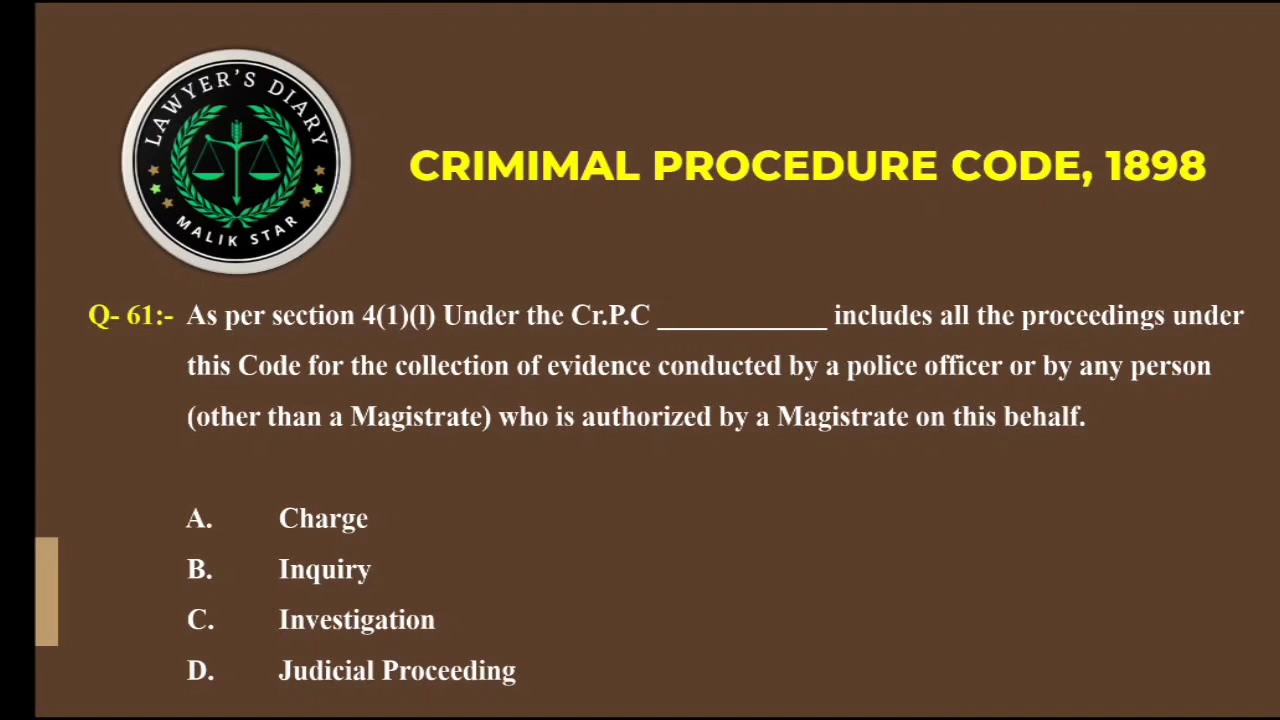 LAWYER'S DIARY
MALIK STAR
CRIMIMAL PROCEDURE CODE, 1898
Q- 61:- As per section 4(1)(l) Under the Cr.P.C ____________ includes all the proceedings under
this Code for the collection of evidence conducted by a police officer or by any person
(other than a Magistrate) who is authorized by a Magistrate on this behalf.
A. Charge
B. Inquiry
C. Investigation
D. Judicial Proceeding